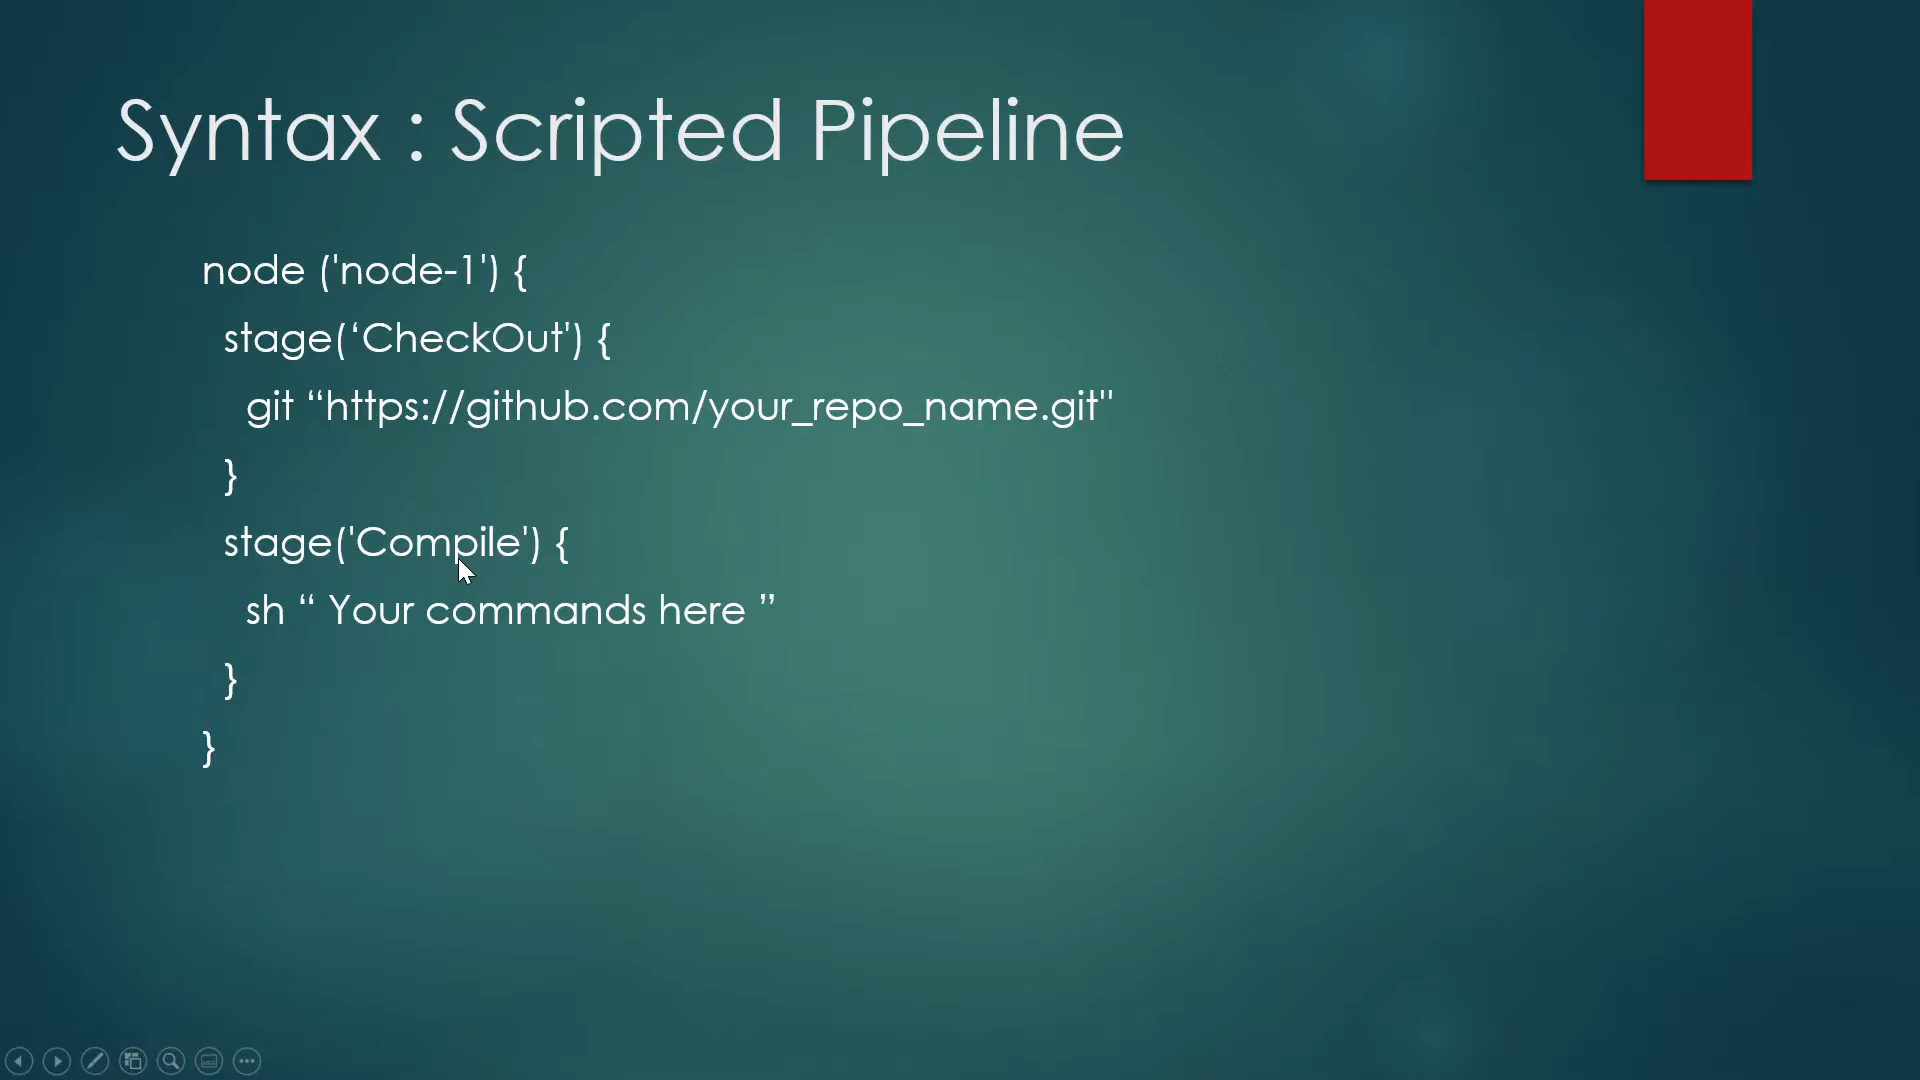 Syntax : Scripted Pipeline
node ('node-1') {
stage(‘CheckOut') {
git “https://github.com/your_repo_name.git"
}
stage('Compile') {
sh “ Your commands here ”
}
}